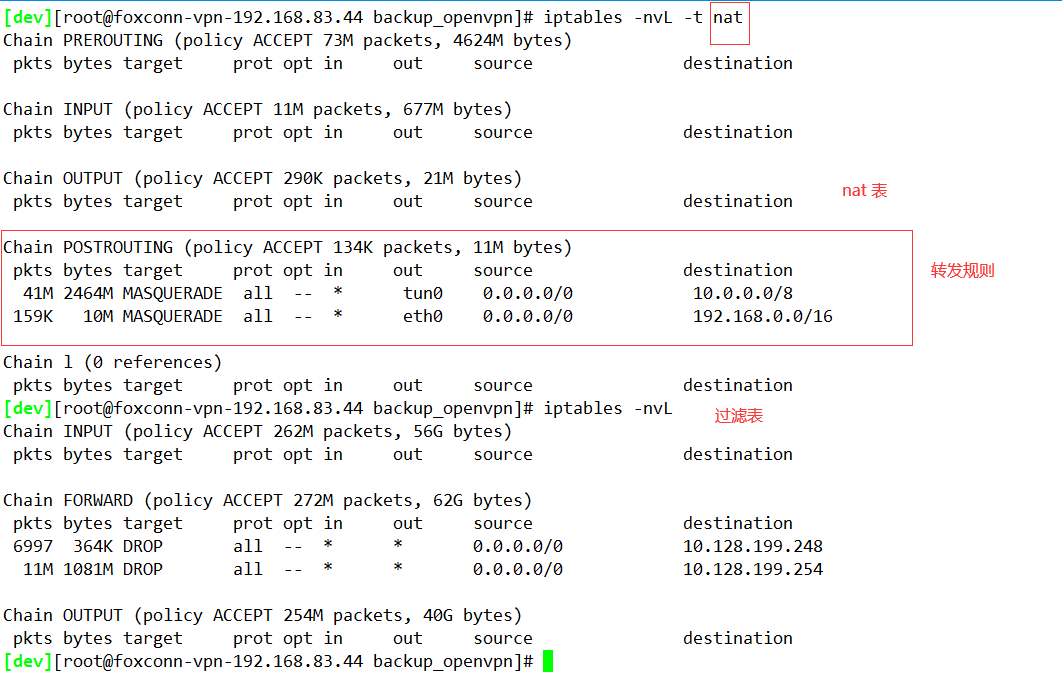 [dev][root@foxconn-vpn-192.168.83.44 backup_openvpn]# iptables -nvL -t nat
Chain PREROUTING (policy ACCEPT 73M packets, 4624M bytes)
 pkts bytes target     prot opt in     out     source               destination
Chain INPUT (policy ACCEPT 11M packets, 677M bytes)
 pkts bytes target     prot opt in     out     source               destination
Chain OUTPUT (policy ACCEPT 290K packets, 21M bytes)
nat 表
 pkts bytes target     prot opt in     out     source               destination
Chain POSTROUTING (policy ACCEPT 134K packets, 11M bytes)
 pkts bytes target     prot opt in     out     source               destination
转发规则
  41M 2464M MASQUERADE  all  --  *      tun0    0.0.0.0/0            10.0.0.0/8
 159K   10M MASQUERADE  all  --  *      eth0    0.0.0.0/0            192.168.0.0/16
Chain l (0 references)
 pkts bytes target     prot opt in     out     source               destination
[dev][root@foxconn-vpn-192.168.83.44 backup_openvpn]# iptables -nvL
过滤表
Chain INPUT (policy ACCEPT 262M packets, 56G bytes)
 pkts bytes target     prot opt in     out     source               destination
Chain FORWARD (policy ACCEPT 272M packets, 62G bytes)
 pkts bytes target     prot opt in     out     source               destination
 6997  364K DROP       all  --  *      *       0.0.0.0/0            10.128.199.248
  11M 1081M DROP       all  --  *      *       0.0.0.0/0            10.128.199.254
Chain OUTPUT (policy ACCEPT 254M packets, 40G bytes)
 pkts bytes target     prot opt in     out     source               destination
[dev][root@foxconn-vpn-192.168.83.44 backup_openvpn]#